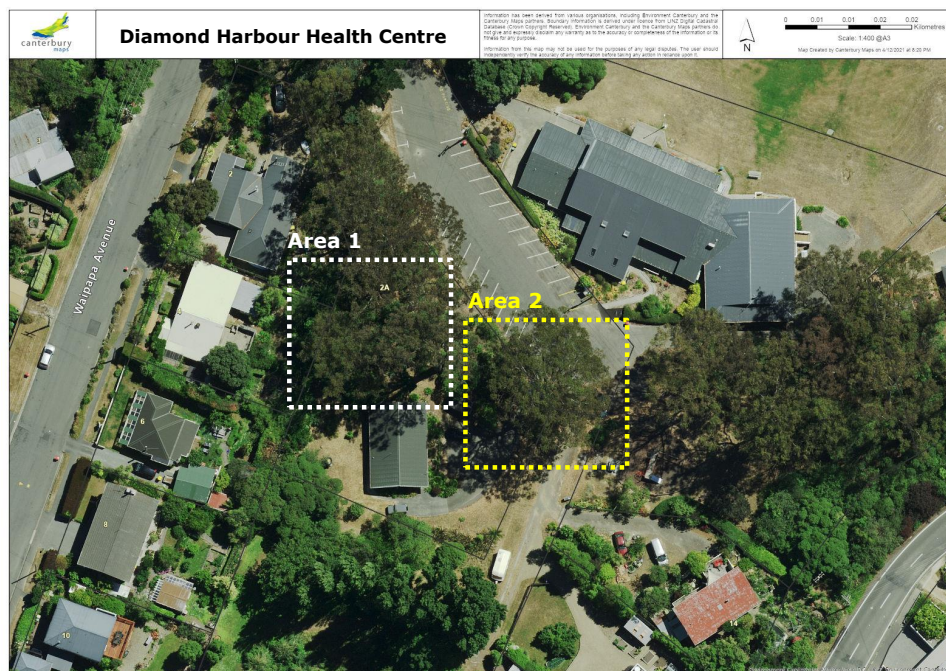 canterbury
maps
Diamond Harbour Health Centre
Information has been derived from various organisations, including Environment Canterbury and the
Canterbury Maps partners. Boundary information is derived under licence from LINZ Digital Cadastral
Database (Crown Copyright Reserved). Environment Canterbury and the Canterbury Maps partners do
not give and expressly disclaim any warranty as to the accuracy or completeness of the information or its
fitness for any purpose.
Information from this map may not be used for the purposes of any legal disputes. The user should
independently verify the accuracy of any information before taking any action in reliance upon it.
N
0 0.01 0.01 0.02 0.02
Kilometres
Scale: 1:400 @A3
Map Created by Canterbury Maps on 4/12/2021 at 8:28 PM
2
Waipapa Avenue
Area 1
2A
Area 2
6
8
10
14